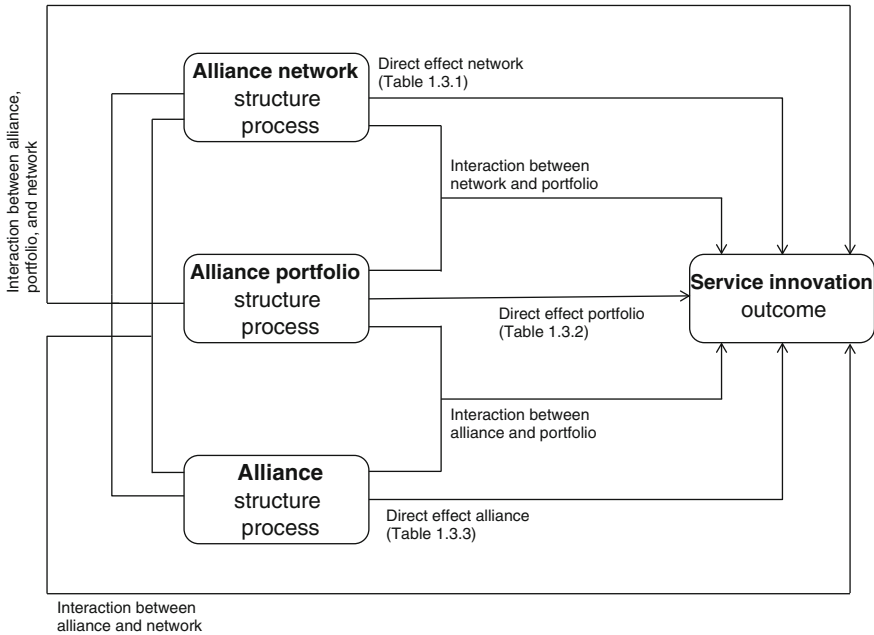 Interaction between alliance,
portfolio, and network
Alliance network
structure
process
Direct effect network
(Table 1.3.1)
Interaction between
network and portfolio
Alliance portfolio
structure
process
Direct effect portfolio
(Table 1.3.2)
Service innovation
outcome
Interaction between
alliance and portfolio
Alliance
structure
process
Direct effect alliance
(Table 1.3.3)
Interaction between
alliance and network